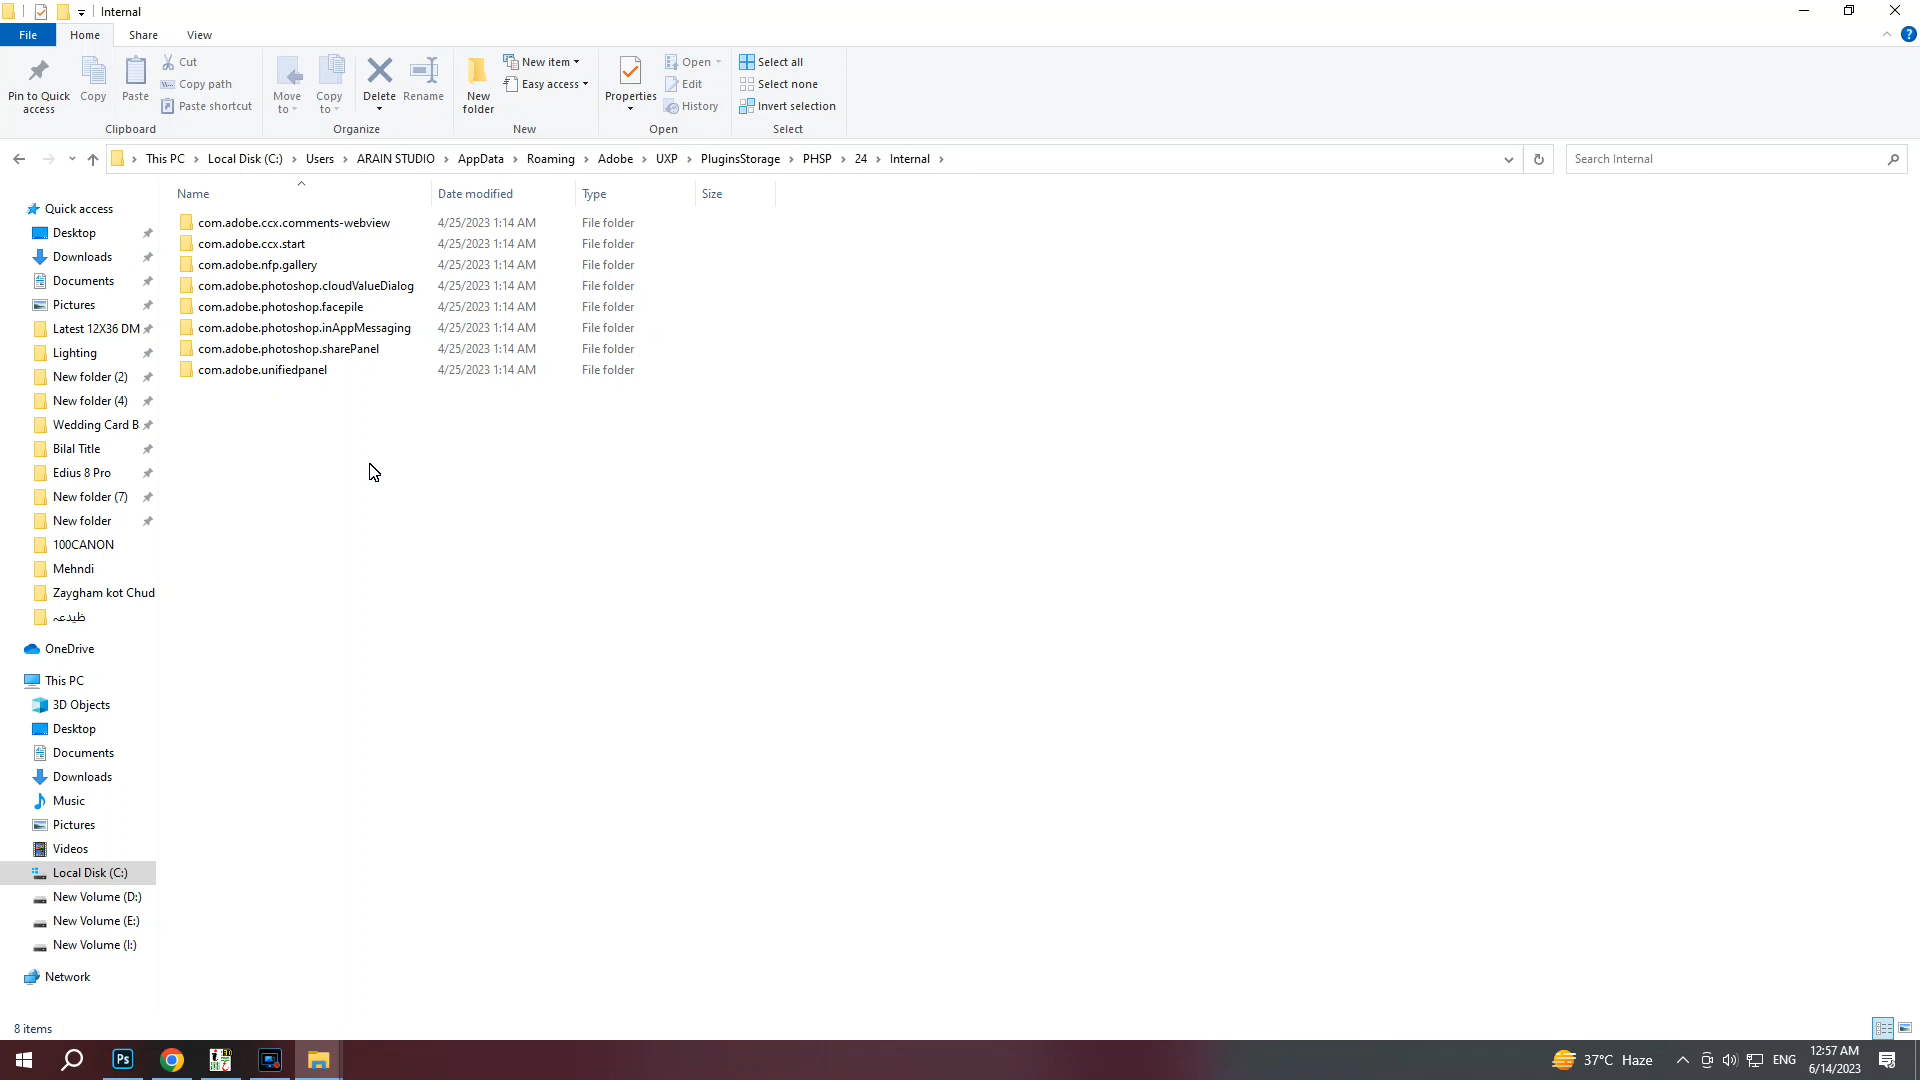 Internal
File
Home
Share
View
Pin to Quick
access
Copy
Paste
Cut
Copy path
Paste shortcut
Clipboard
Move
to
Copy
to
Delete
Rename
Organize
New
folder
New item
Easy access
New
Properties
Open
Edit
History
Open
Select all
Select none
Invert selection
Select
This PC
Local Disk (C:)
Users
ARAIN STUDIO
AppData
Roaming
Adobe
UXP
PluginsStorage
PHSP
24
Internal
Search Internal
Name
Date modified
Type
Size
com.adobe.ccx.comments-webview 4/25/2023 1:14 AM File folder
com.adobe.ccx.start 4/25/2023 1:14 AM File folder
com.adobe.nfp.gallery 4/25/2023 1:14 AM File folder
com.adobe.photoshop.cloudValueDialog 4/25/2023 1:14 AM File folder
com.adobe.photoshop.facepile 4/25/2023 1:14 AM File folder
com.adobe.photoshop.inAppMessaging 4/25/2023 1:14 AM File folder
com.adobe.photoshop.sharePanel 4/25/2023 1:14 AM File folder
com.adobe.unifiedpanel 4/25/2023 1:14 AM File folder
Quick access
Desktop
Downloads
Documents
Pictures
Latest 12X36 DM
Lighting
New folder (2)
New folder (4)
Wedding Card B
Bilal Title
Edius 8 Pro
New folder (7)
New folder
100CANON
Mehndi
Zaygham kot Chud
ظیدعہ
OneDrive
This PC
3D Objects
Desktop
Documents
Downloads
Music
Pictures
Videos
Local Disk (C:)
New Volume (D:)
New Volume (E:)
New Volume (I:)
Network
8 items
Ps
37°C Haze
ENG
12:57 AM
6/14/2023